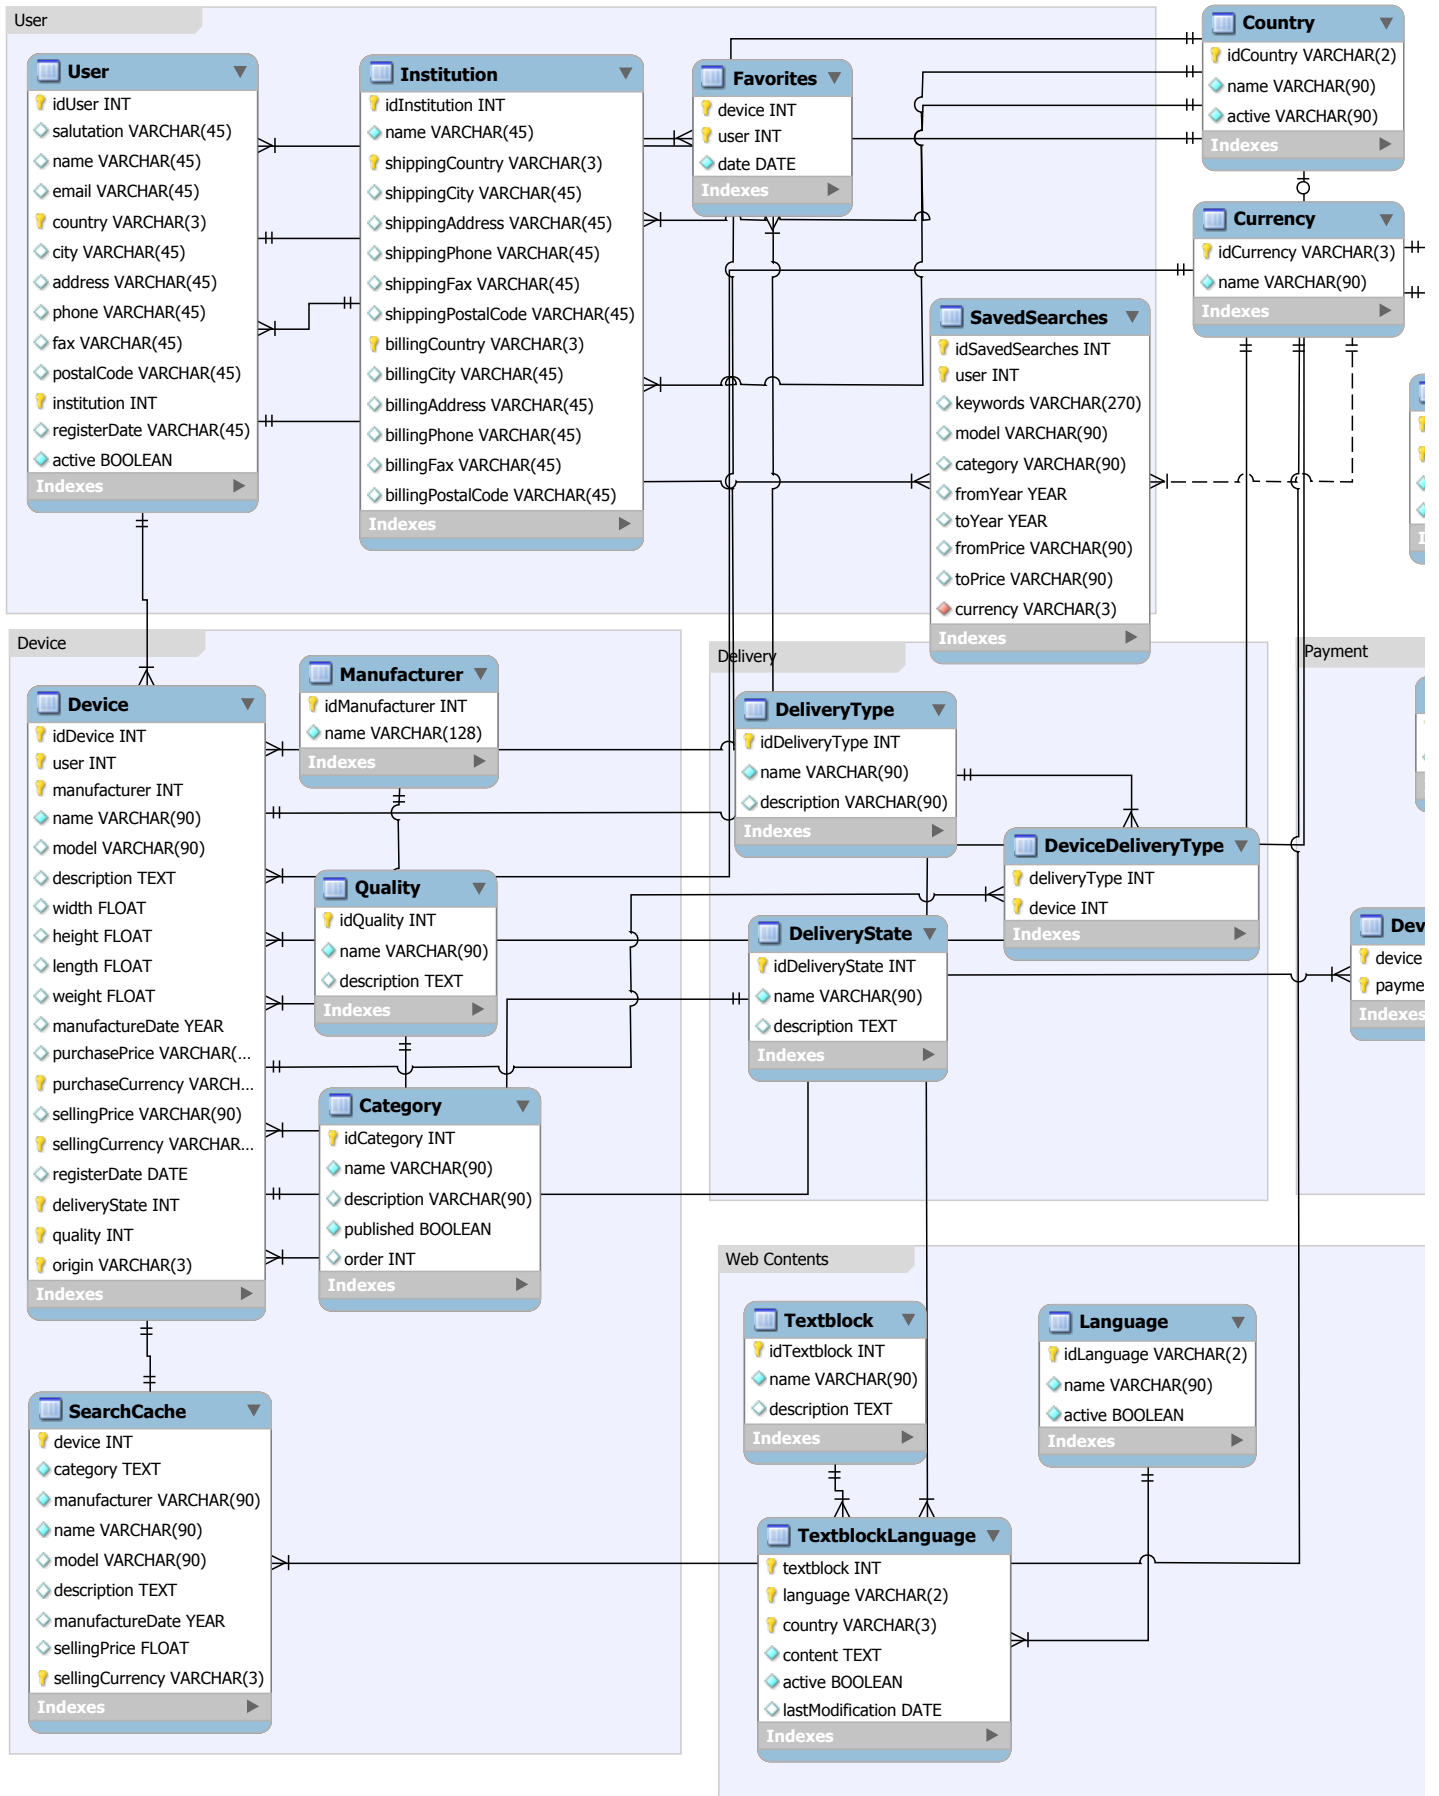 User
User
idUser INT
salutation VARCHAR(45)
name VARCHAR(45)
email VARCHAR(45)
country VARCHAR(3)
city VARCHAR(45)
address VARCHAR(45)
phone VARCHAR(45)
fax VARCHAR(45)
postalCode VARCHAR(45)
institution INT
registerDate VARCHAR(45)
active BOOLEAN
Indexes
Institution
idInstitution INT
name VARCHAR(45)
shippingCountry VARCHAR(3)
shippingCity VARCHAR(45)
shippingAddress VARCHAR(45)
shippingPhone VARCHAR(45)
shippingFax VARCHAR(45)
shippingPostalCode VARCHAR(45)
billingCountry VARCHAR(3)
billingCity VARCHAR(45)
billingAddress VARCHAR(45)
billingPhone VARCHAR(45)
billingFax VARCHAR(45)
billingPostalCode VARCHAR(45)
Indexes
Favorites
device INT
user INT
date DATE
Indexes
Country
idCountry VARCHAR(2)
name VARCHAR(90)
active VARCHAR(90)
Indexes
Currency
idCurrency VARCHAR(3)
name VARCHAR(90)
Indexes
SavedSearches
idSavedSearches INT
user INT
keywords VARCHAR(270)
model VARCHAR(90)
category VARCHAR(90)
fromYear YEAR
toYear YEAR
fromPrice VARCHAR(90)
toPrice VARCHAR(90)
currency VARCHAR(3)
Indexes
Device
Device
idDevice INT
user INT
manufacturer INT
name VARCHAR(90)
model VARCHAR(90)
description TEXT
width FLOAT
height FLOAT
length FLOAT
weight FLOAT
manufactureDate YEAR
purchasePrice VARCHAR(...
purchaseCurrency VARCH...
sellingPrice VARCHAR(90)
sellingCurrency VARCHAR...
registerDate DATE
deliveryState INT
quality INT
origin VARCHAR(3)
Indexes
Manufacturer
idManufacturer INT
name VARCHAR(128)
Indexes
Quality
idQuality INT
name VARCHAR(90)
description TEXT
Indexes
Category
idCategory INT
name VARCHAR(90)
description VARCHAR(90)
published BOOLEAN
order INT
Indexes
SearchCache
device INT
category TEXT
manufacturer VARCHAR(90)
name VARCHAR(90)
model VARCHAR(90)
description TEXT
manufactureDate YEAR
sellingPrice FLOAT
sellingCurrency VARCHAR(3)
Indexes
Delivery
DeliveryType
idDeliveryType INT
name VARCHAR(90)
description VARCHAR(90)
Indexes
DeviceDeliveryType
deliveryType INT
device INT
Indexes
DeliveryState
idDeliveryState INT
name VARCHAR(90)
description TEXT
Indexes
Payment
Dev
device
payme
Indexes
Web Contents
Textblock
idTextblock INT
name VARCHAR(90)
description TEXT
Indexes
Language
idLanguage VARCHAR(2)
name VARCHAR(90)
active BOOLEAN
Indexes
TextblockLanguage
textblock INT
language VARCHAR(2)
country VARCHAR(3)
content TEXT
active BOOLEAN
lastModification DATE
Indexes